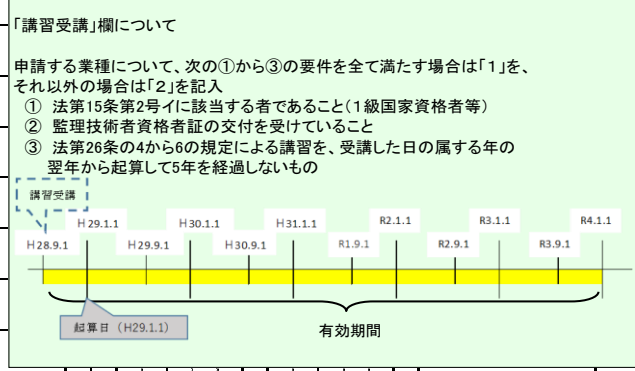 「講習受講」欄について
申請する業種について、次の①から③の要件を全て満たす場合は「1」を、
それ以外の場合は「２」を記入
① 法第15条第2号イに該当する者であること（１級国家資格者等）
② 監理技術者資格者証の交付を受けていること
③ 法第26条の4から6の規定による講習を、受講した日の属する年の
翌年から起算して5年を経過しないもの
講習受講
H29.1.1 H30.1.1 H31.1.1 R2.1.1 R3.1.1 R4.1.1
H28.9.1 H29.9.1 H30.9.1 R1.9.1 R2.9.1 R3.9.1
起算日（H29.1.1） 有効期間